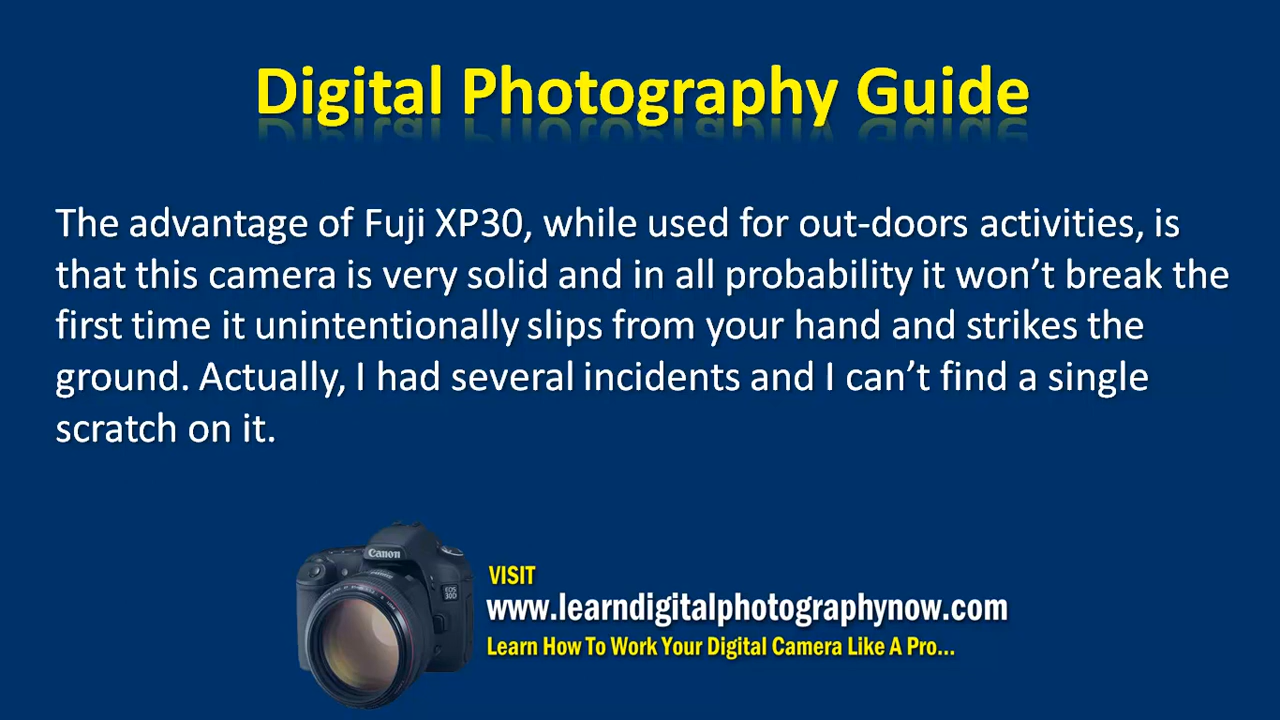 Digital Photography Guide
The advantage of Fuji XP30, while used for out-doors activities, is
that this camera is very solid and in all probability it won’t break the
first time it unintentionally slips from your hand and strikes the
ground. Actually, I had several incidents and I can’t find a single
scratch on it.
Canon
EOS
30D
VISIT
www.learndigitalphotographynow.com
Learn How To Work Your Digital Camera Like A Pro...